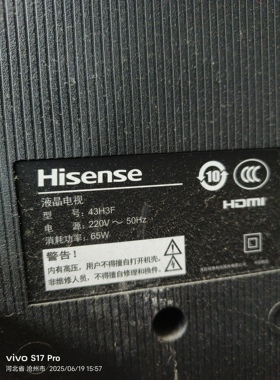 Hisense
液晶电视
型 号：43H3F
电 源：220V～50Hz
消耗功率：65W
10
CCC
HDMI
警告！
内有高压，用户不得擅自打开机壳。
非维修人员，不得擅自修理和换件。
vivo S17 Pro
河北省 沧州市 2025/06/19 15:57